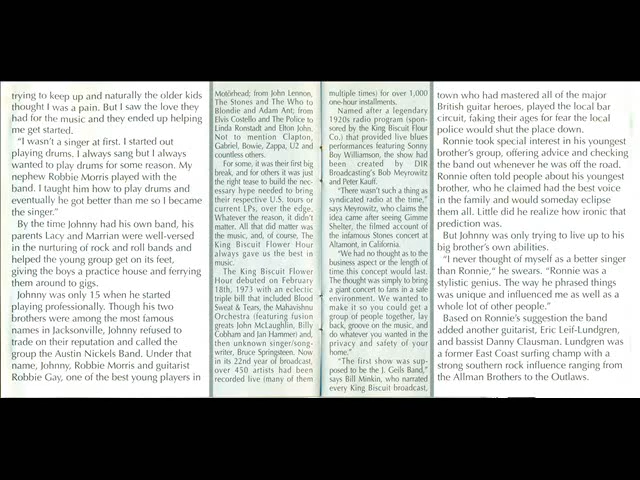 trying to keep up and naturally the older kids
thought I was a pain. But I saw the love they
had for the music and they ended up helping
me get started.
"I wasn't a singer at first. I started out
playing drums. I always sang but I always
wanted to play drums for some reason. My
nephew Robbie Morris played with the
band. I taught him how to play drums and
eventually he got better than me so I became
the singer."
By the time Johnny had his own band, his
parents Lacy and Marrian were well-versed
in the nurturing of rock and roll bands and
helped the young group get on its feet,
giving the boys a practice house and ferrying
them around to gigs.
Johnny was only 15 when he started
playing professionally. Though his two
brothers were among the most famous
names in Jacksonville, Johnny refused to
trade on their reputation and called the
group the Austin Nickels Band. Under that
name, Johnny, Robbie Morris and guitarist
Robbie Gay, one of the best young players in
Motörhead; from John Lennon,
The Stones and The Who to
Blondie and Adam Ant; from
Elvis Costello and The Police to
Linda Ronstadt and Elton John.
Not to mention Clapton,
Gabriel, Bowie, Zappa, U2 and
countless others.
For some, it was their first big
break, and for others it was just
the right tease to build the nec-
essary hype needed to bring
their respective U.S. tours or
current LPs, over the edge.
Whatever the reason, it didn't
matter. All that did matter was
the music, and, of course, The
King Biscuit Flower Hour
always gave us the best in
music.
The King Biscuit Flower
Hour debuted on February
18th, 1973 with an eclectic
triple bill that included Blood
Sweat & Tears, the Mahavishnu
Orchestra (featuring fusion
greats John McLaughlin, Billy
Cobham and Jan Hammer) and
then unknown singer/song-
writer, Bruce Springsteen. Now
in its 22rd year of broadcast,
over 450 artists had been
recorded live (many of them
multiple times) for over 1,000
one-hour installments.
Named after a legendary
1920s radio program (spon-
sored by the King Biscuit Flour
Co.) that provided live blues
performances featuring Sonny
Boy Williamson, the show had
been created by DIR
Broadcasting's Bob Meyrowitz
and Peter Kauff.
"There wasn't such a thing as
syndicated radio at the time,"
says Meyrowitz, who claims the
idea came after seeing Gimme
Shelter, the filmed account of
the infamous Stones concert at
Altamont, in California.
"We had no thought as to the
business aspect or the length of
time this concept would last.
The thought was simply to bring
a giant concert to fans in a safe
environment. We wanted to
make it so you could get a
group of people together, lay
back, groove on the music, and
do whatever you wanted in the
privacy and safety of your
home."
"The first show was sup-
posed to be the J. Geils Band,"
says Bill Minkin, who narrated
every King Biscuit broadcast,
town who had mastered all of the major
British guitar heroes, played the local bar
circuit, faking their ages for fear the local
police would shut the place down.
Ronnie took special interest in his youngest
brother's group, offering advice and checking
the band out whenever he was off the road.
Ronnie often told people about his youngest
brother, who he claimed had the best voice
in the family and would someday eclipse
them all. Little did he realize how ironic that
prediction was.
But Johnny was only trying to live up to his
big brother's own abilities.
"I never thought of myself as a better singer
than Ronnie," he swears. "Ronnie was a
stylistic genius. The way he phrased things
was unique and influenced me as well as a
whole lot of other people."
Based on Ronnie's suggestion the band
added another guitarist, Eric Leif-Lundgren,
and bassist Danny Clausman. Lundgren was
a former East Coast surfing champ with a
strong southern rock influence ranging from
the Allman Brothers to the Outlaws.